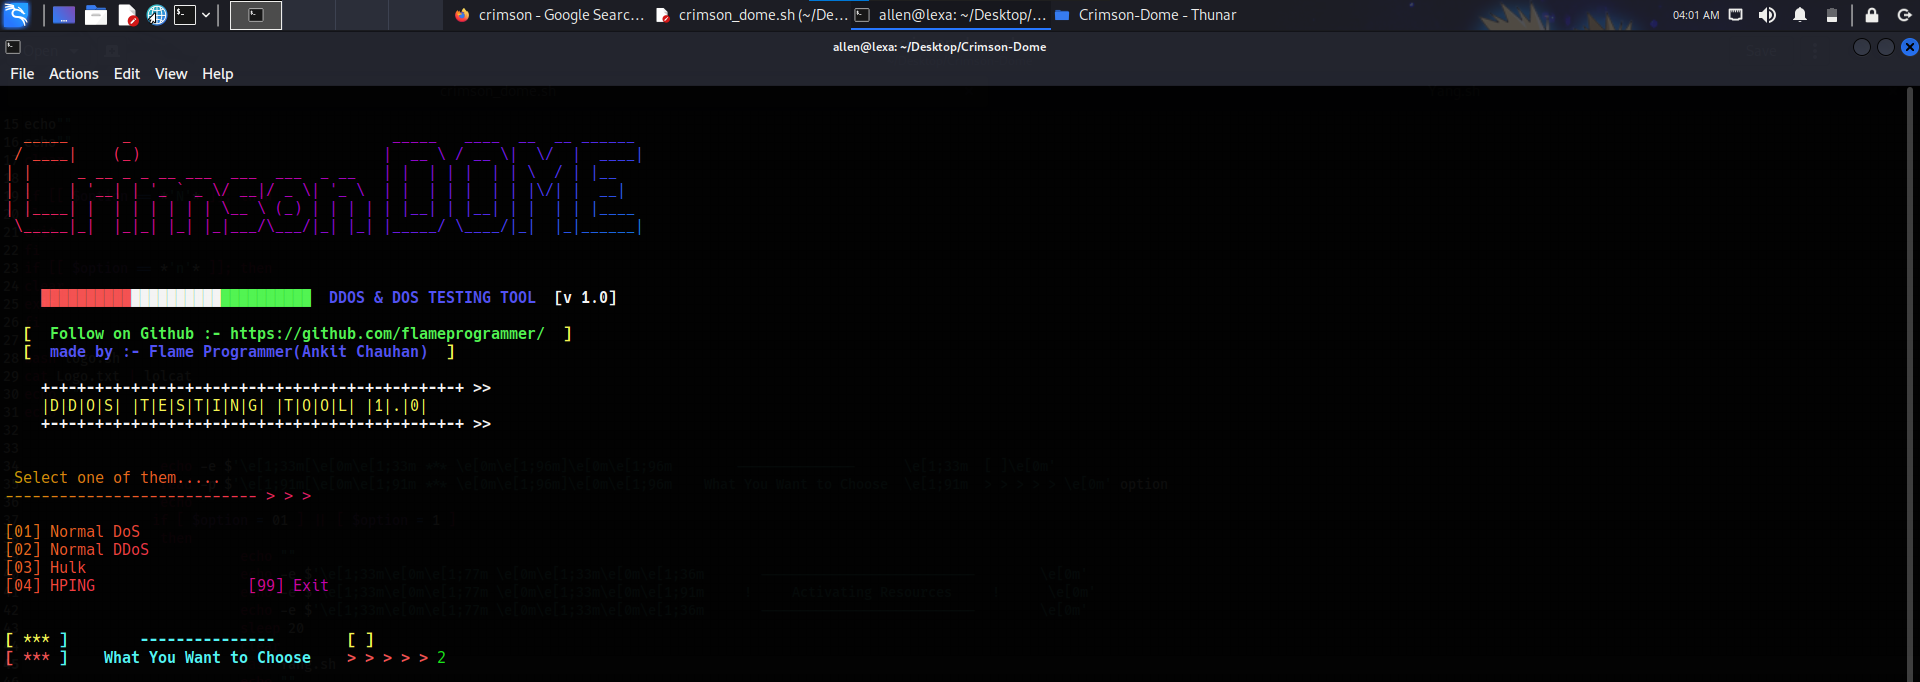 crimson - Google Searc... crimson_dome.sh (~/De... allen@lexa: ~/Desktop/... Crimson-Dome - Thunar 04:01 AM
allen@lexa: ~/Desktop/Crimson-Dome
File Actions Edit View Help
Crimson DOME
DDOS & DOS TESTING TOOL [v 1.0]
[ Follow on Github :- https://github.com/flameprogrammer/ ]
[ made by :- Flame Programmer(Ankit Chauhan) ]
+-+-+-+-+-+-+-+-+-+-+-+-+-+-+-+-+-+-+-+-+-+-+-+ >>
|D|D|O|S| |T|E|S|T|I|N|G| |T|O|O|L| |1|.|0|
+-+-+-+-+-+-+-+-+-+-+-+-+-+-+-+-+-+-+-+-+-+-+-+ >>
Select one of them.....
---------------------------- > > >
[01] Normal DoS
[02] Normal DDoS
[03] Hulk
[04] HPING [99] Exit
[ *** ] --------------- [ ]
[ *** ] What You Want to Choose > > > > > 2